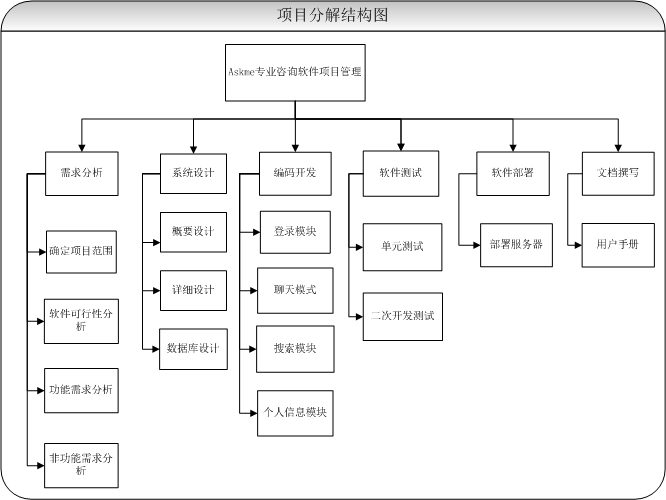 项目分解结构图
Askme专业咨询软件项目管理
需求分析
系统设计
编码开发
软件测试
软件部署
文档撰写
确定项目范围
概要设计
登录模块
单元测试
部署服务器
用户手册
软件可行性分
析
详细设计
聊天模式
二次开发测试
功能需求分析
数据库设计
搜索模块
非功能需求分
析
个人信息模块